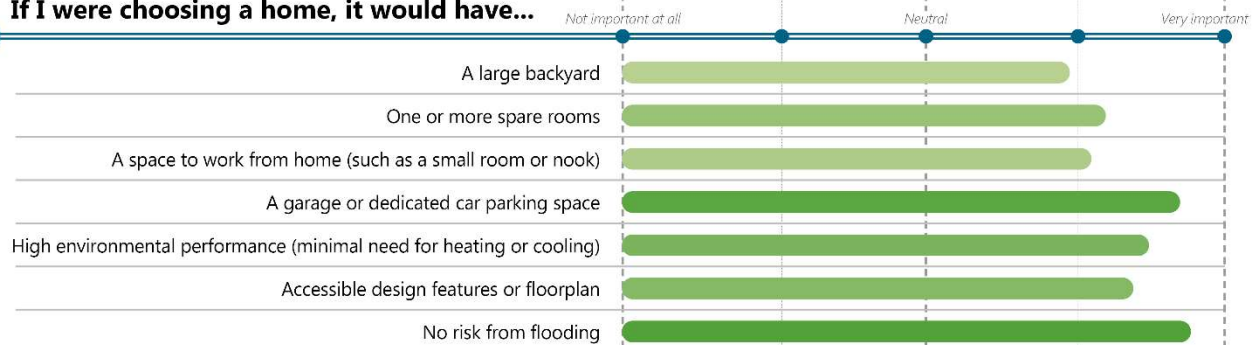 If I were choosing a home, it would have...
Not important at all
Neutral
Very important
A large backyard
One or more spare rooms
A space to work from home (such as a small room or nook)
A garage or dedicated car parking space
High environmental performance (minimal need for heating or cooling)
Accessible design features or floorplan
No risk from flooding